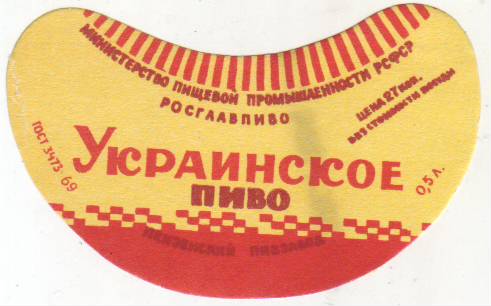 МИНИСТЕРСТВО ПИЩЕВОЙ ПРОМЫШЛЕННОСТИ РСФСР
РОСГЛАВПИВО
ЦЕНА 27 КОП.
БЕЗ СТОИМОСТИ ПОСУДЫ
ГОСТ 3473-69
УКРАИНСКОЕ
ПИВО
0,5 Л.
ПЕНЗЕНСКИЙ ПИВЗАВОД